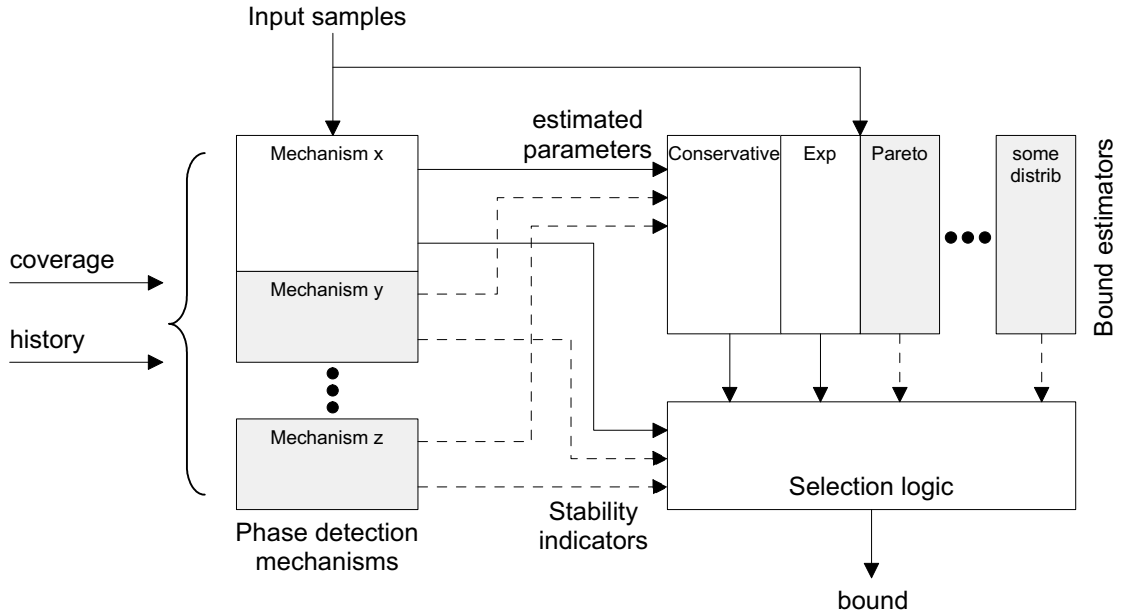 Input samples
estimated
parameters
Mechanism x
Conservative
Exp
Pareto
some
distrib
Bound estimators
coverage
Mechanism y
history
Mechanism z
Selection logic
Phase detection
mechanisms
Stability
indicators
bound